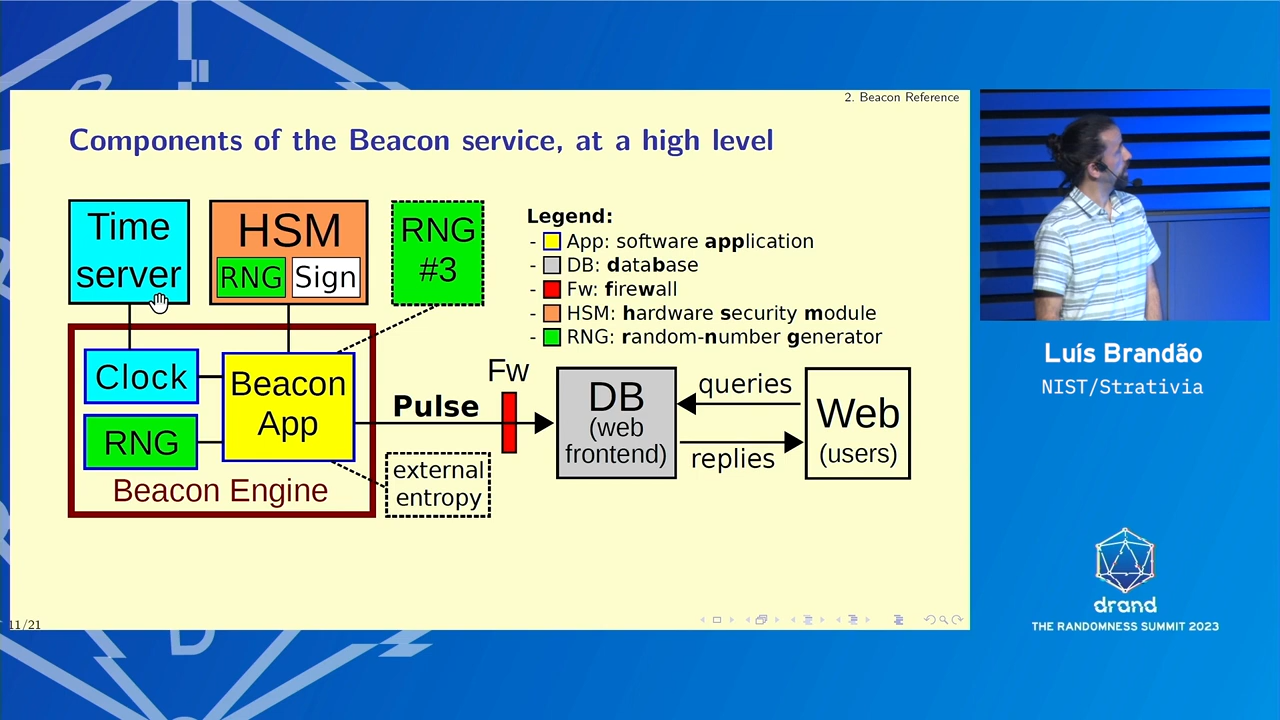 2. Beacon Reference
Components of the Beacon service, at a high level
Time
server
HSM
RNG
Sign
RNG
#3
Legend:
- App: software application
- DB: database
- Fw: firewall
- HSM: hardware security module
- RNG: random-number generator
Clock
RNG
Beacon
App
Beacon Engine
Pulse
Fw
external
entropy
DB
(web
frontend)
queries
replies
Web
(users)
11/21
Luís Brandão
NIST/Strativia
drand
THE RANDOMNESS SUMMIT 2023